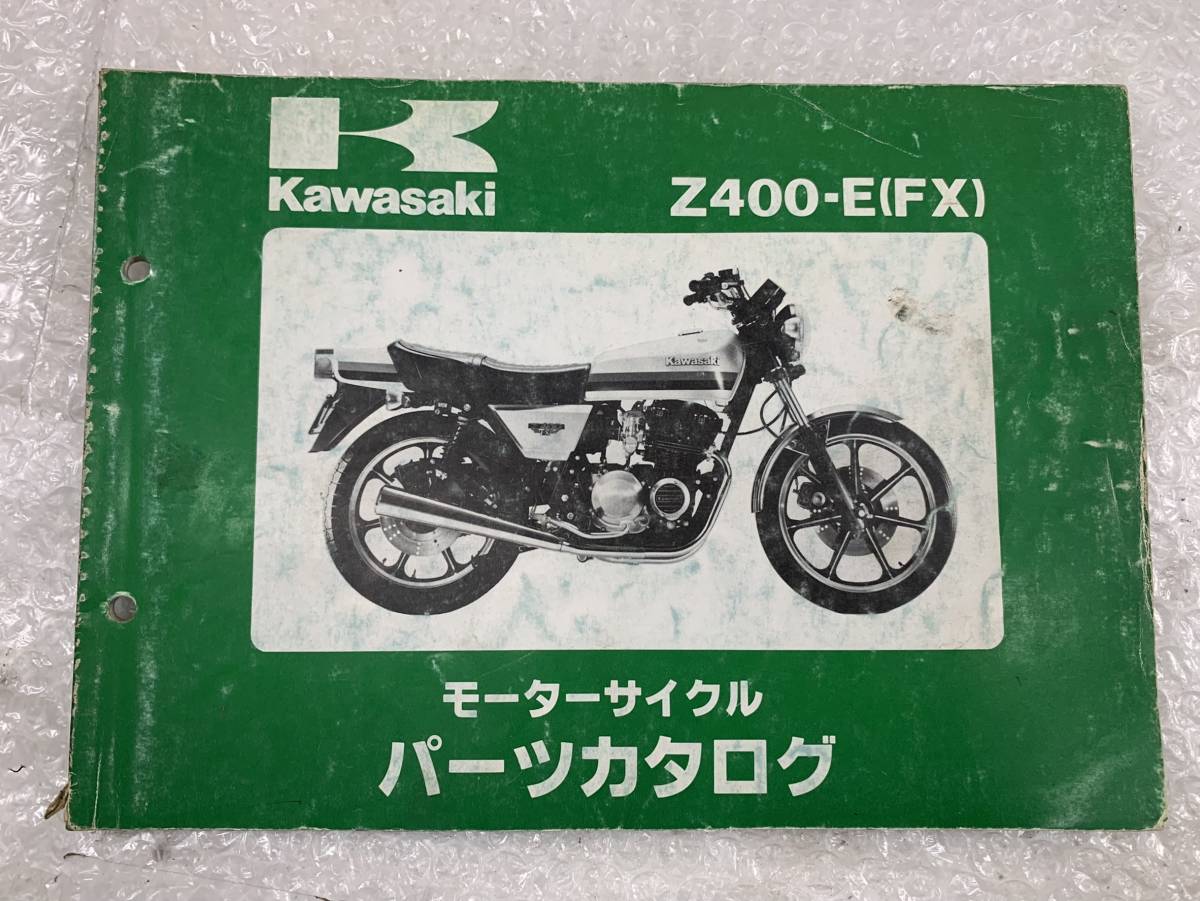 Kawasaki
Z400-E(FX)
Kawasaki
モーターサイクル
パーツカタログ